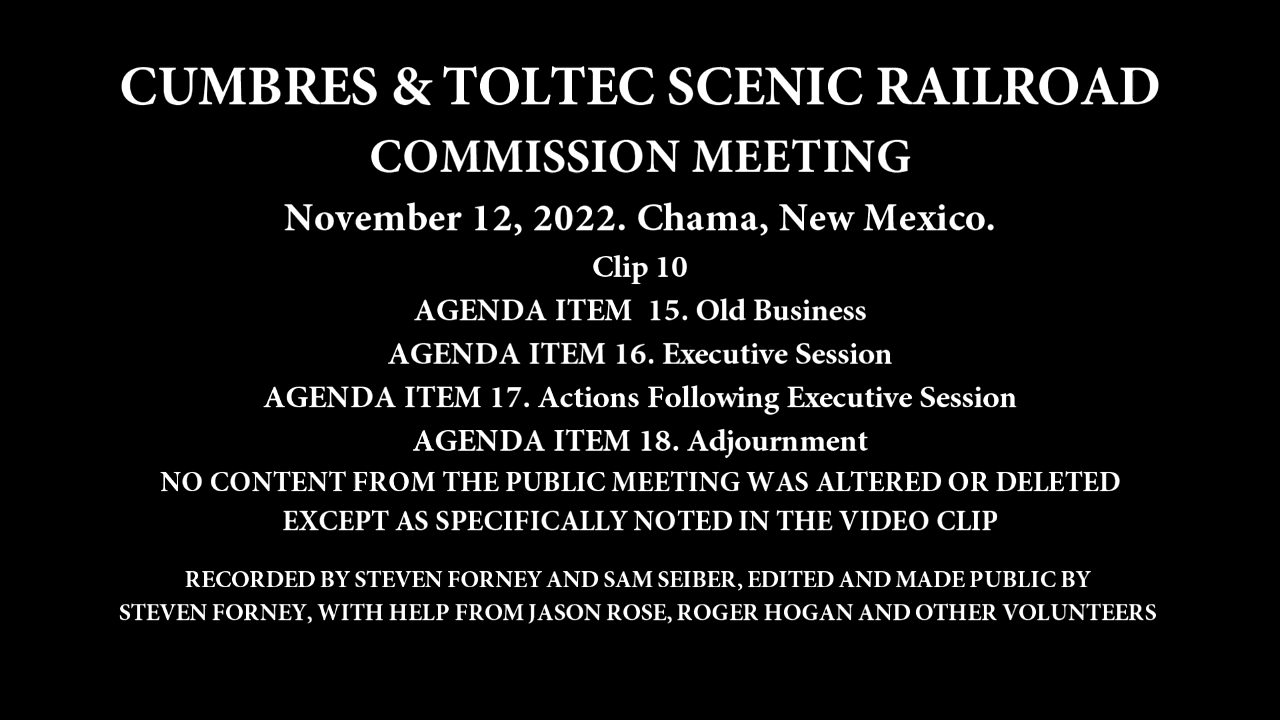 CUMBRES & TOLTEC SCENIC RAILROAD
COMMISSION MEETING
November 12, 2022. Chama, New Mexico.
Clip 10
AGENDA ITEM  15. Old Business
AGENDA ITEM 16. Executive Session
AGENDA ITEM 17. Actions Following Executive Session
AGENDA ITEM 18. Adjournment
NO CONTENT FROM THE PUBLIC MEETING WAS ALTERED OR DELETED
EXCEPT AS SPECIFICALLY NOTED IN THE VIDEO CLIP
RECORDED BY STEVEN FORNEY AND SAM SEIBER, EDITED AND MADE PUBLIC BY
STEVEN FORNEY, WITH HELP FROM JASON ROSE, ROGER HOGAN AND OTHER VOLUNTEERS